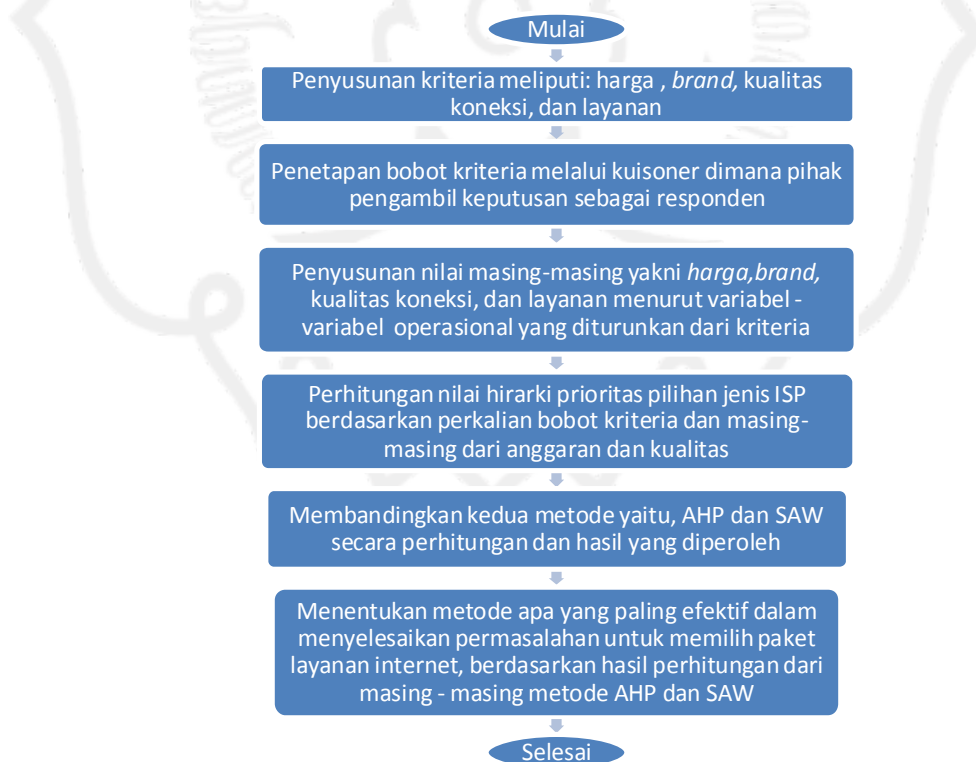 Mulai
Penyusunan kriteria meliputi: harga , brand, kualitas
koneksi, dan layanan
Penetapan bobot kriteria melalui kuisoner dimana pihak
pengambil keputusan sebagai responden
Penyusunan nilai masing-masing yakni harga,brand,
kualitas koneksi, dan layanan menurut variabel -
variabel operasional yang diturunkan dari kriteria
Perhitungan nilai hirarki prioritas pilihan jenis ISP
berdasarkan perkalian bobot kriteria dan masing-
masing dari anggaran dan kualitas
Membandingkan kedua metode yaitu, AHP dan SAW
secara perhitungan dan hasil yang diperoleh
Menentukan metode apa yang paling efektif dalam
menyelesaikan permasalahan untuk memilih paket
layanan internet, berdasarkan hasil perhitungan dari
masing - masing metode AHP dan SAW
Selesai